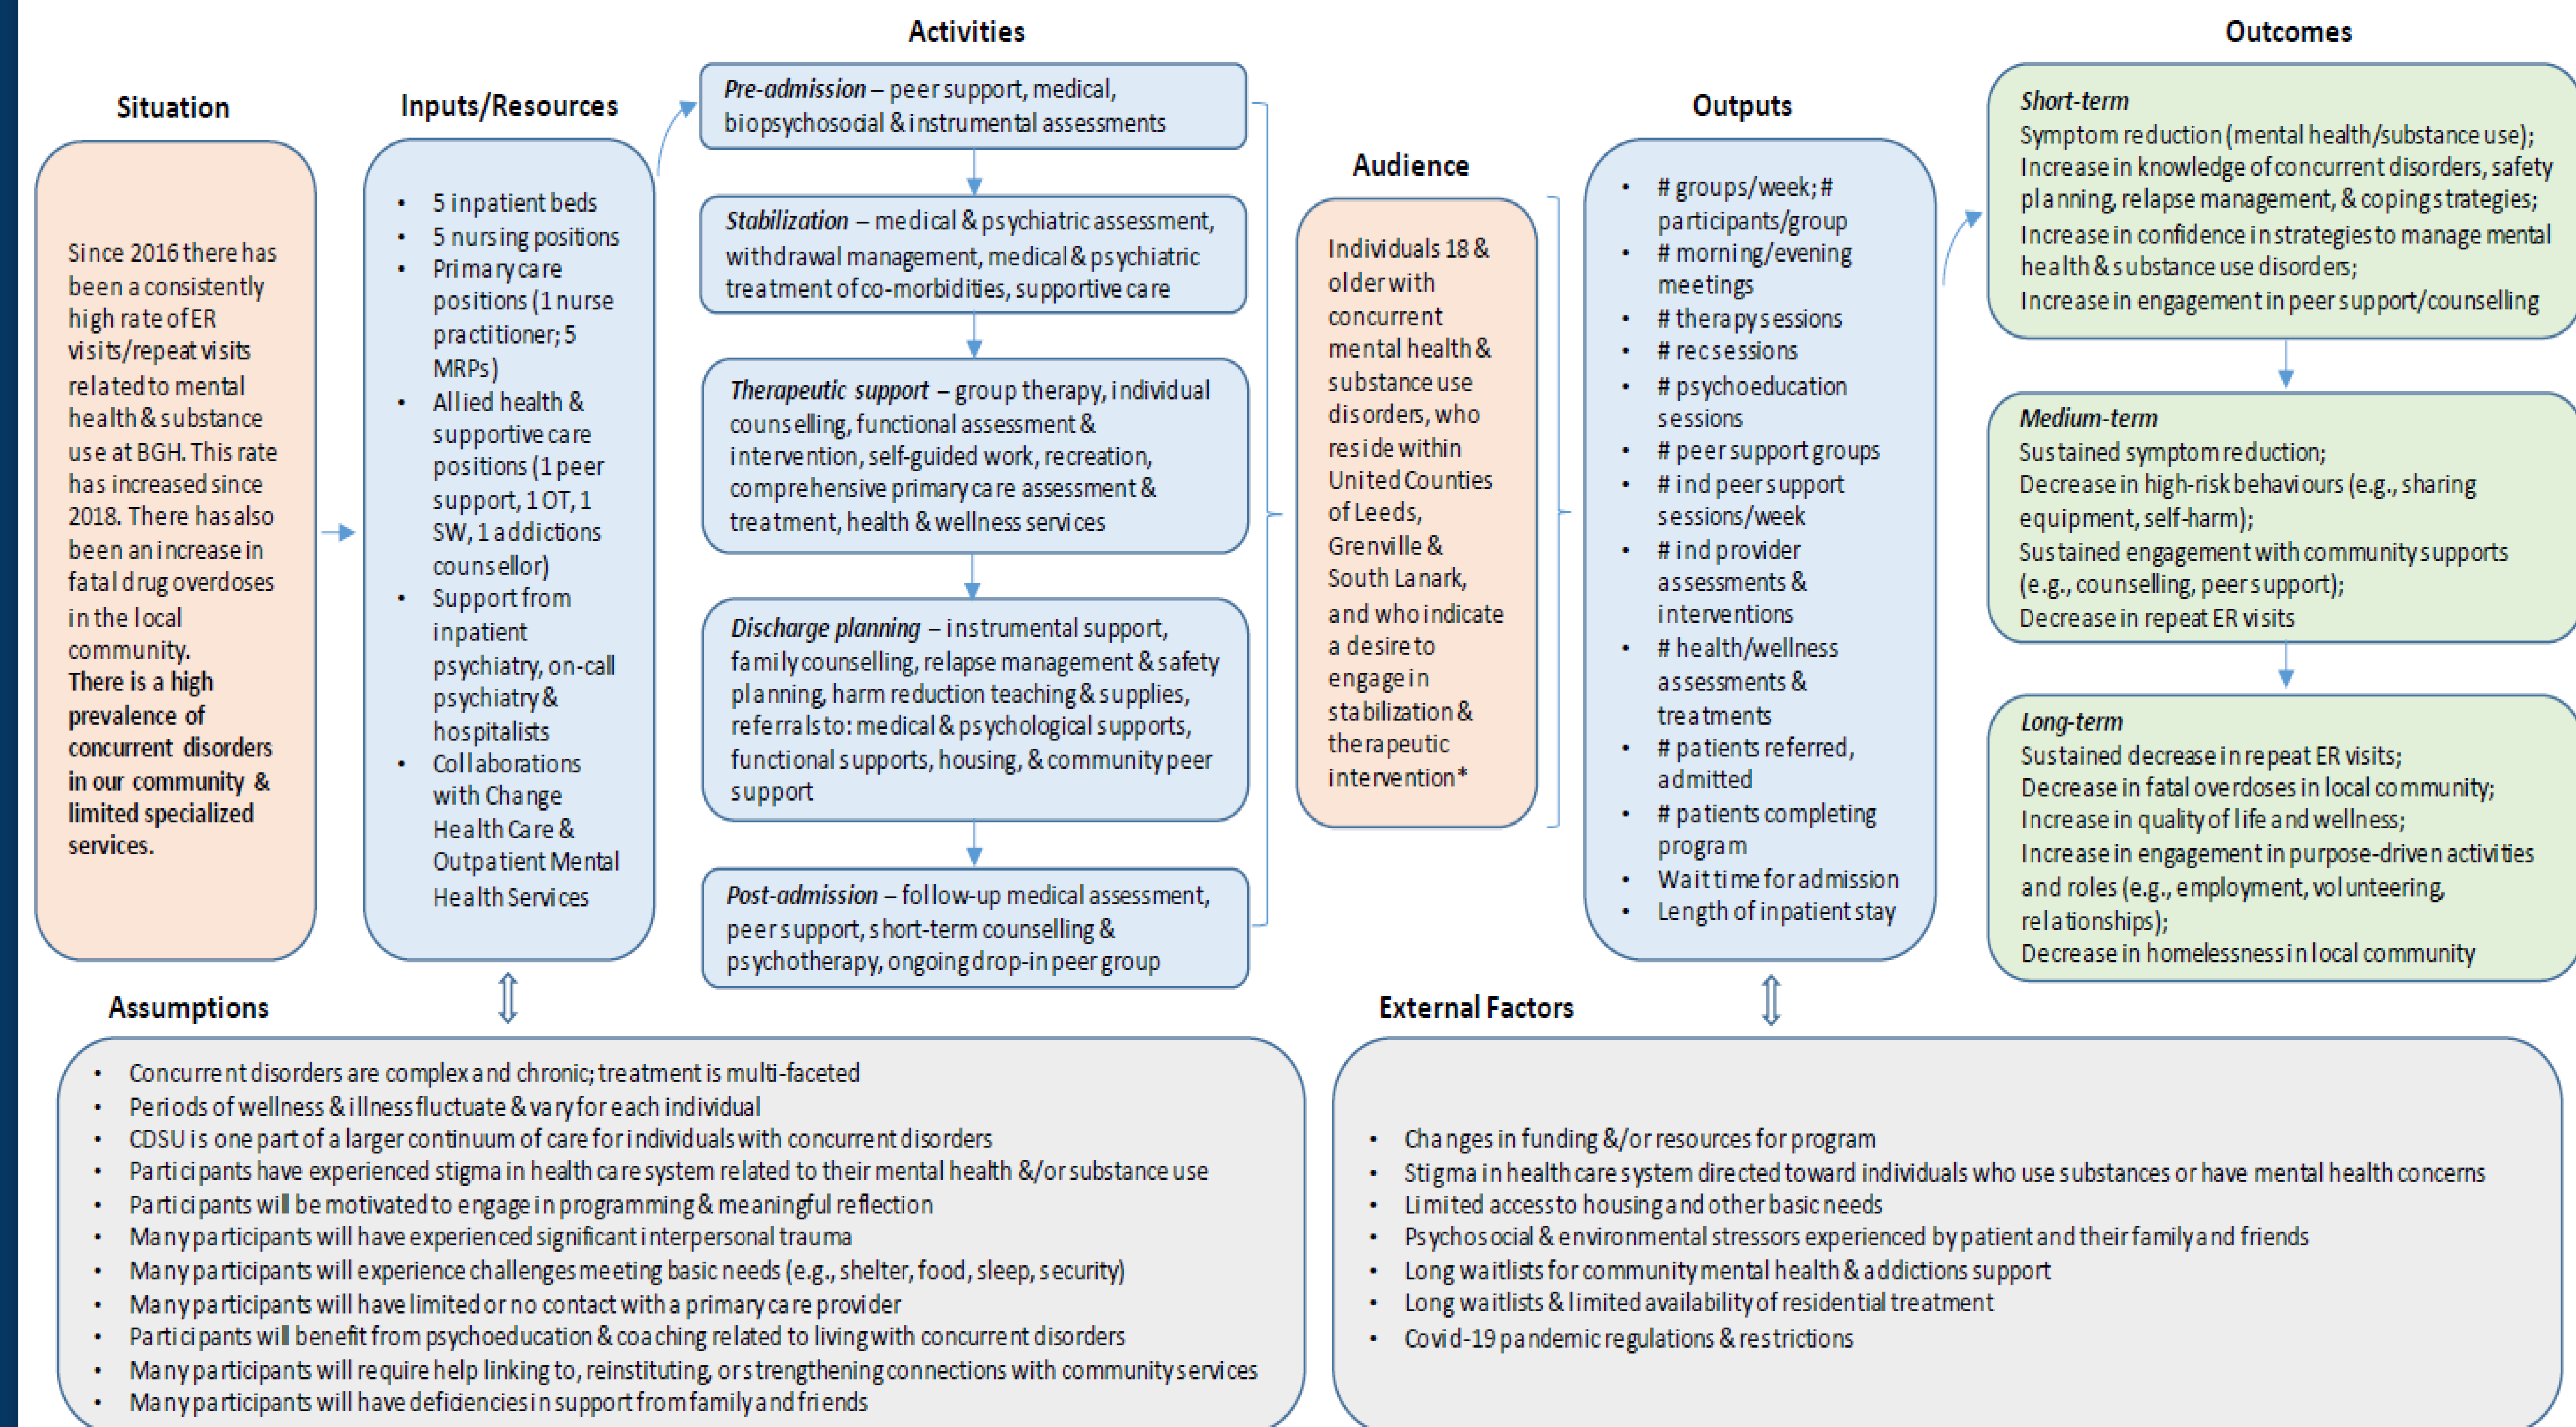 Situation
Since 2016 there has
been a consistently
high rate of ER
visits/repeat visits
related to mental
health & substance
use at BGH. This rate
has increased since
2018. There has also
been an increase in
fatal drug overdoses
in the local
community.
There is a high
prevalence of
concurrent disorders
in our community &
limited specialized
services.
Inputs/Resources
• 5 inpatient beds
• 5 nursing positions
• Primary care
positions (1 nurse
practitioner; 5
MRPs)
• Allied health &
supportive care
positions (1 peer
support, 1 OT, 1
SW, 1 addictions
counsellor)
• Support from
inpatient
psychiatry, on-call
psychiatry &
hospitalists
• Collaborations
with Change
Health Care &
Outpatient Mental
Health Services
Activities
Pre-admission – peer support, medical,
biopsychosocial & instrumental assessments
Stabilization – medical & psychiatric assessment,
withdrawal management, medical & psychiatric
treatment of co-morbidities, supportive care
Therapeutic support – group therapy, individual
counselling, functional assessment &
intervention, self-guided work, recreation,
comprehensive primary care assessment &
treatment, health & wellness services
Discharge planning – instrumental support,
family counselling, relapse management & safety
planning, harm reduction teaching & supplies,
referrals to: medical & psychological supports,
functional supports, housing, & community peer
support
Post-admission – follow-up medical assessment,
peer support, short-term counselling &
psychotherapy, ongoing drop-in peer group
Audience
Individuals 18 &
older with
concurrent
mental health &
substance use
disorders, who
reside within
United Counties
of Leeds,
Grenville &
South Lanark,
and who indicate
a desire to
engage in
stabilization &
therapeutic
intervention*
Outputs
• # groups/week; #
participants/group
• # morning/evening
meetings
• # therapy sessions
• # rec sessions
• # psychoeducation
sessions
• # peer support groups
• # ind peer support
sessions/week
• # ind provider
assessments &
interventions
• # health/wellness
assessments &
treatments
• # patients referred,
admitted
• # patients completing
program
• Wait time for admission
• Length of inpatient stay
Outcomes
Short-term
Symptom reduction (mental health/substance use);
Increase in knowledge of concurrent disorders, safety
planning, relapse management, & coping strategies;
Increase in confidence in strategies to manage mental
health & substance use disorders;
Increase in engagement in peer support/counselling
Medium-term
Sustained symptom reduction;
Decrease in high-risk behaviours (e.g., sharing
equipment, self-harm);
Sustained engagement with community supports
(e.g., counselling, peer support);
Decrease in repeat ER visits
Long-term
Sustained decrease in repeat ER visits;
Decrease in fatal overdoses in local community;
Increase in quality of life and wellness;
Increase in engagement in purpose-driven activities
and roles (e.g., employment, volunteering,
relationships);
Decrease in homelessness in local community
Assumptions
• Concurrent disorders are complex and chronic; treatment is multi-faceted
• Periods of wellness & illness fluctuate & vary for each individual
• CDSU is one part of a larger continuum of care for individuals with concurrent disorders
• Participants have experienced stigma in health care system related to their mental health &/or substance use
• Participants will be motivated to engage in programming & meaningful reflection
• Many participants will have experienced significant interpersonal trauma
• Many participants will experience challenges meeting basic needs (e.g., shelter, food, sleep, security)
• Many participants will have limited or no contact with a primary care provider
• Participants will benefit from psychoeducation & coaching related to living with concurrent disorders
• Many participants will require help linking to, reinstituting, or strengthening connections with community services
• Many participants will have deficiencies in support from family and friends
External Factors
• Changes in funding &/or resources for program
• Stigma in health care system directed toward individuals who use substances or have mental health concerns
• Limited access to housing and other basic needs
• Psychosocial & environmental stressors experienced by patient and their family and friends
• Long waitlists for community mental health & addictions support
• Long waitlists & limited availability of residential treatment
• Covid-19 pandemic regulations & restrictions